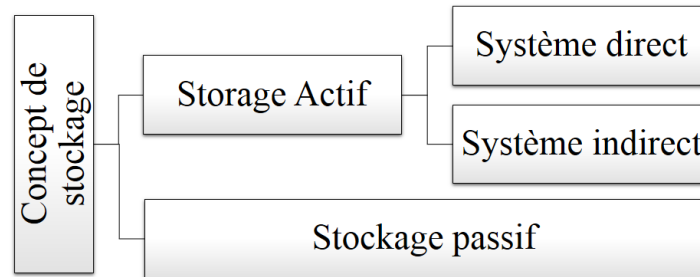 Concept de
stockage
Storage Actif
Système direct
Système indirect
Stockage passif